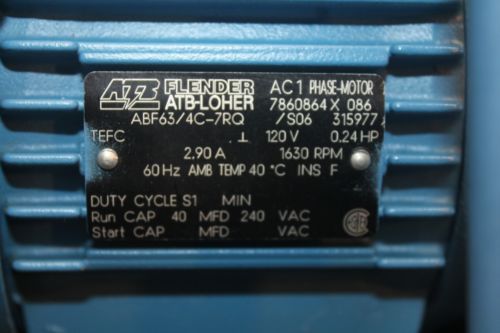 ATB FLENDER AC 1 PHASE-MOTOR
ATB-LOHER 7860864 X 086
ABF63/4C-7RQ /S06 315977
TEFC ⊥ 120 V 0.24 HP
2.90 A 1630 RPM
60 Hz AMB TEMP 40 °C INS F
DUTY CYCLE S1 MIN
Run CAP 40 MFD 240 VAC
Start CAP MFD VAC